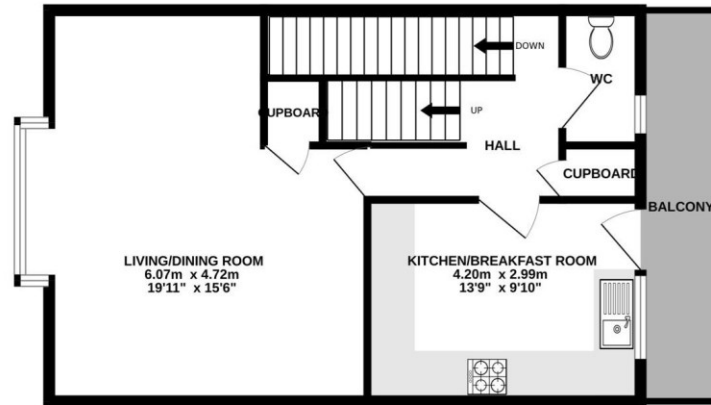 DOWN
WC
CUPBOARD
UP
HALL
CUPBOARD
BALCONY
LIVING/DINING ROOM
6.07m x 4.72m
19'11" x 15'6"
KITCHEN/BREAKFAST ROOM
4.20m x 2.99m
13'9" x 9'10"